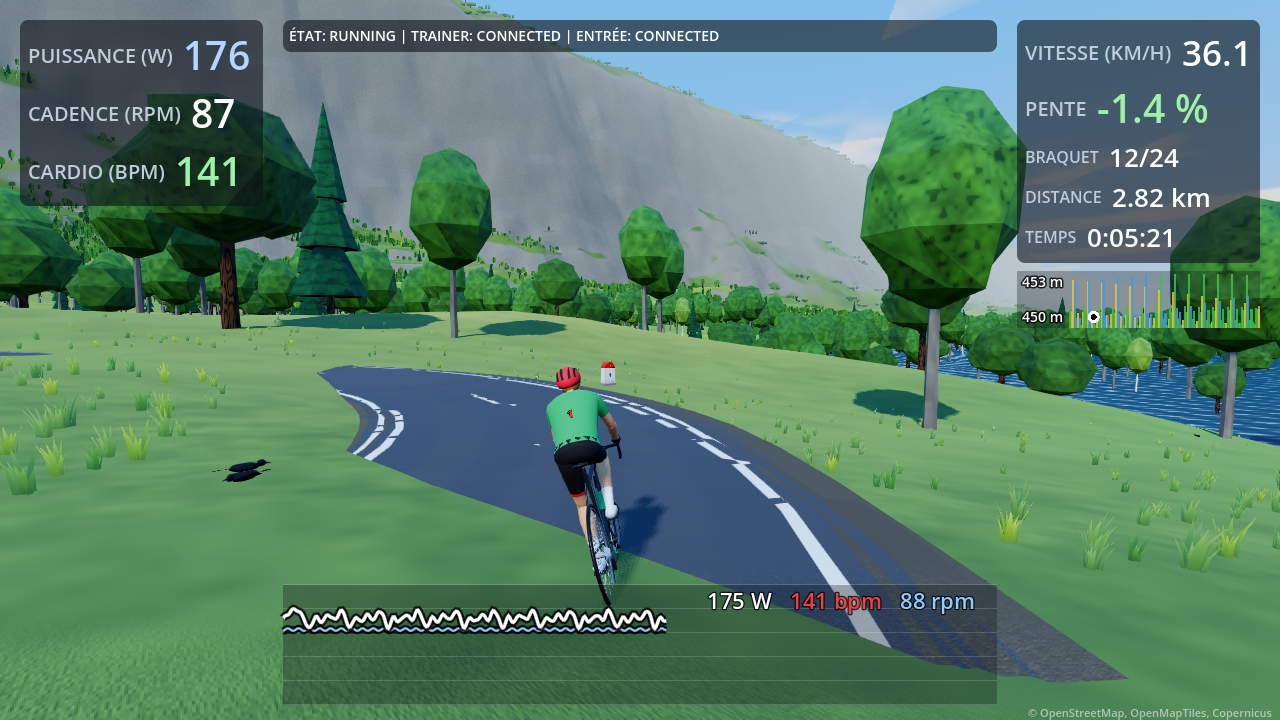 PUISSANCE (W) 176
CADENCE (RPM) 87
CARDIO (BPM) 141
ÉTAT: RUNNING | TRAINER: CONNECTED | ENTRÉE: CONNECTED
VITESSE (KM/H) 36.1
PENTE -1.4 %
BRAQUET 12/24
DISTANCE 2.82 km
TEMPS 0:05:21
453 m
450 m
1
1
175 W 141 bpm 88 rpm
© OpenStreetMap, OpenMapTiles, Copernicus